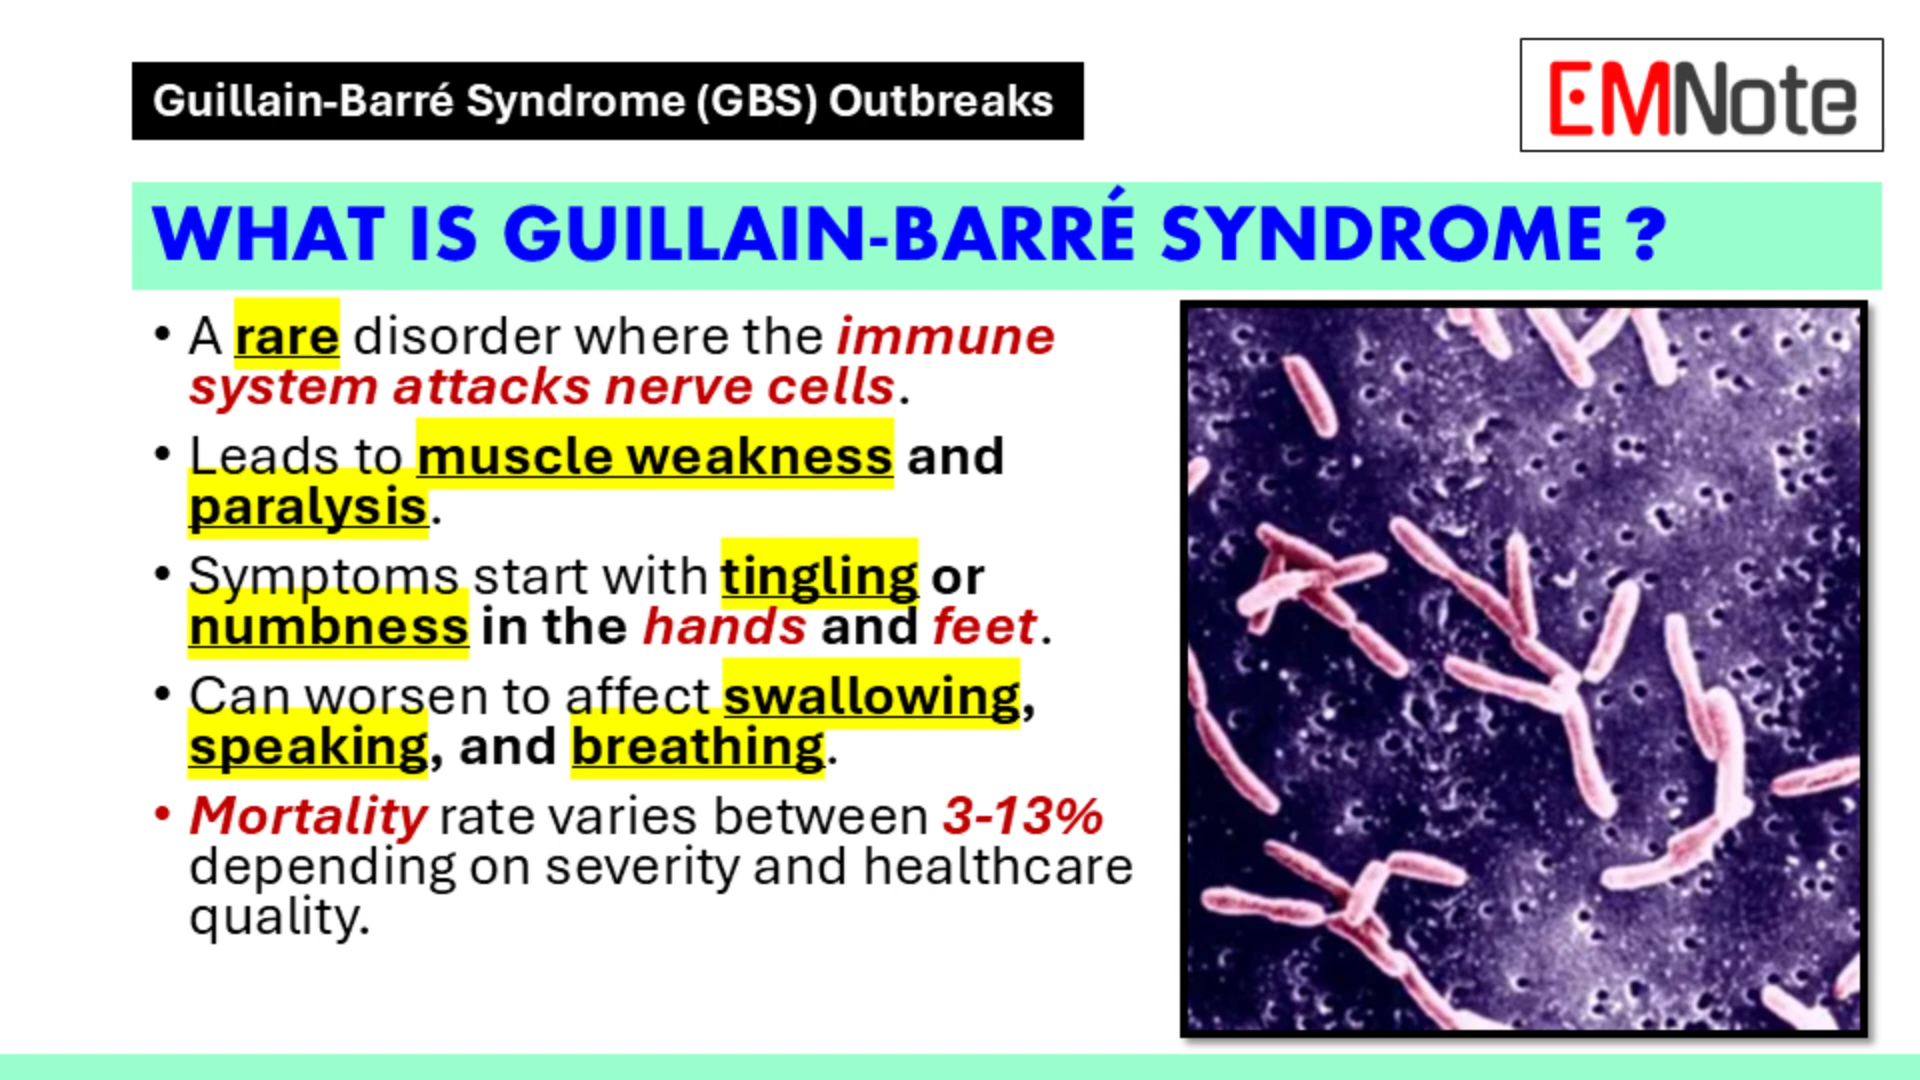 Guillain-Barré Syndrome (GBS) Outbreaks
EMNote
WHAT IS GUILLAIN-BARRÉ SYNDROME ?
• A rare disorder where the immune
system attacks nerve cells.
• Leads to muscle weakness and
paralysis.
• Symptoms start with tingling or
numbness in the hands and feet.
• Can worsen to affect swallowing,
speaking, and breathing.
• Mortality rate varies between 3-13%
depending on severity and healthcare
quality.